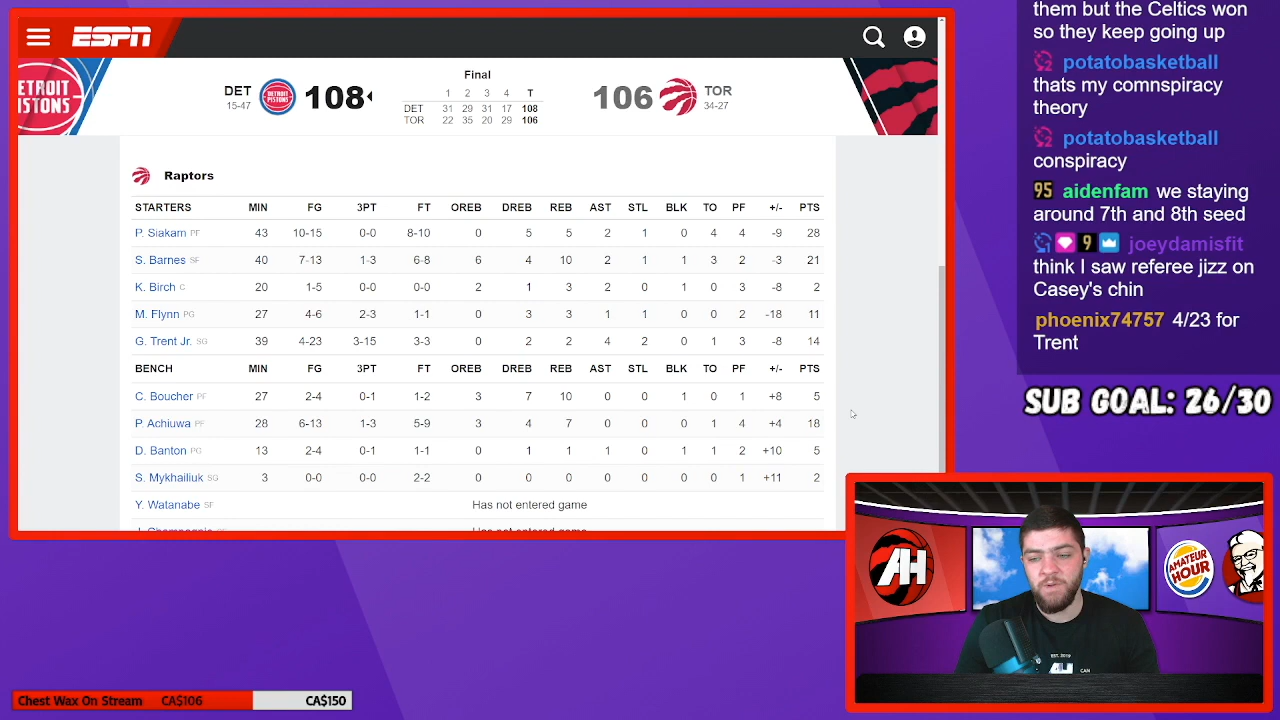 ESPN
DETROIT
PISTONS
DET
15-47
108
Final
1 2 3 4 T
DET 31 29 31 17 108
TOR 22 35 20 29 106
106
TOR
34-27
Raptors
STARTERS MIN FG 3PT FT OREB DREB REB AST STL BLK TO PF +/- PTS
P. Siakam PF 43 10-15 0-0 8-10 0 5 5 2 1 0 4 4 -9 28
S. Barnes SF 40 7-13 1-3 6-8 6 4 10 2 1 1 3 2 -3 21
K. Birch C 20 1-5 0-0 0-0 2 1 3 2 0 1 0 3 -8 2
M. Flynn PG 27 4-6 2-3 1-1 0 3 3 1 1 0 0 2 -18 11
G. Trent Jr. SG 39 4-23 3-15 3-3 0 2 2 4 2 0 1 3 -8 14
BENCH MIN FG 3PT FT OREB DREB REB AST STL BLK TO PF +/- PTS
C. Boucher PF 27 2-4 0-1 1-2 3 7 10 0 0 1 0 1 +8 5
P. Achiuwa PF 28 6-13 1-3 5-9 3 4 7 0 0 0 1 4 +4 18
D. Banton PG 13 2-4 0-1 1-1 0 1 1 1 0 1 1 2 +10 5
S. Mykhailiuk SG 3 0-0 0-0 2-2 0 0 0 0 0 0 0 1 +11 2
Y. Watanabe SF Has not entered game
them but the Celtics won
so they keep going up
potatobasketball
thats my comnspiracy
theory
potatobasketball
conspiracy
95 aidenfam we staying
around 7th and 8th seed
9 joeydamisfit
think I saw referee jizz on
Casey's chin
phoenix74757 4/23 for
Trent
SUB GOAL: 26/30
AH
AMATEUR
HOUR
KFC
EST. 2019
Chest Wax On Stream CA$106 CA$150